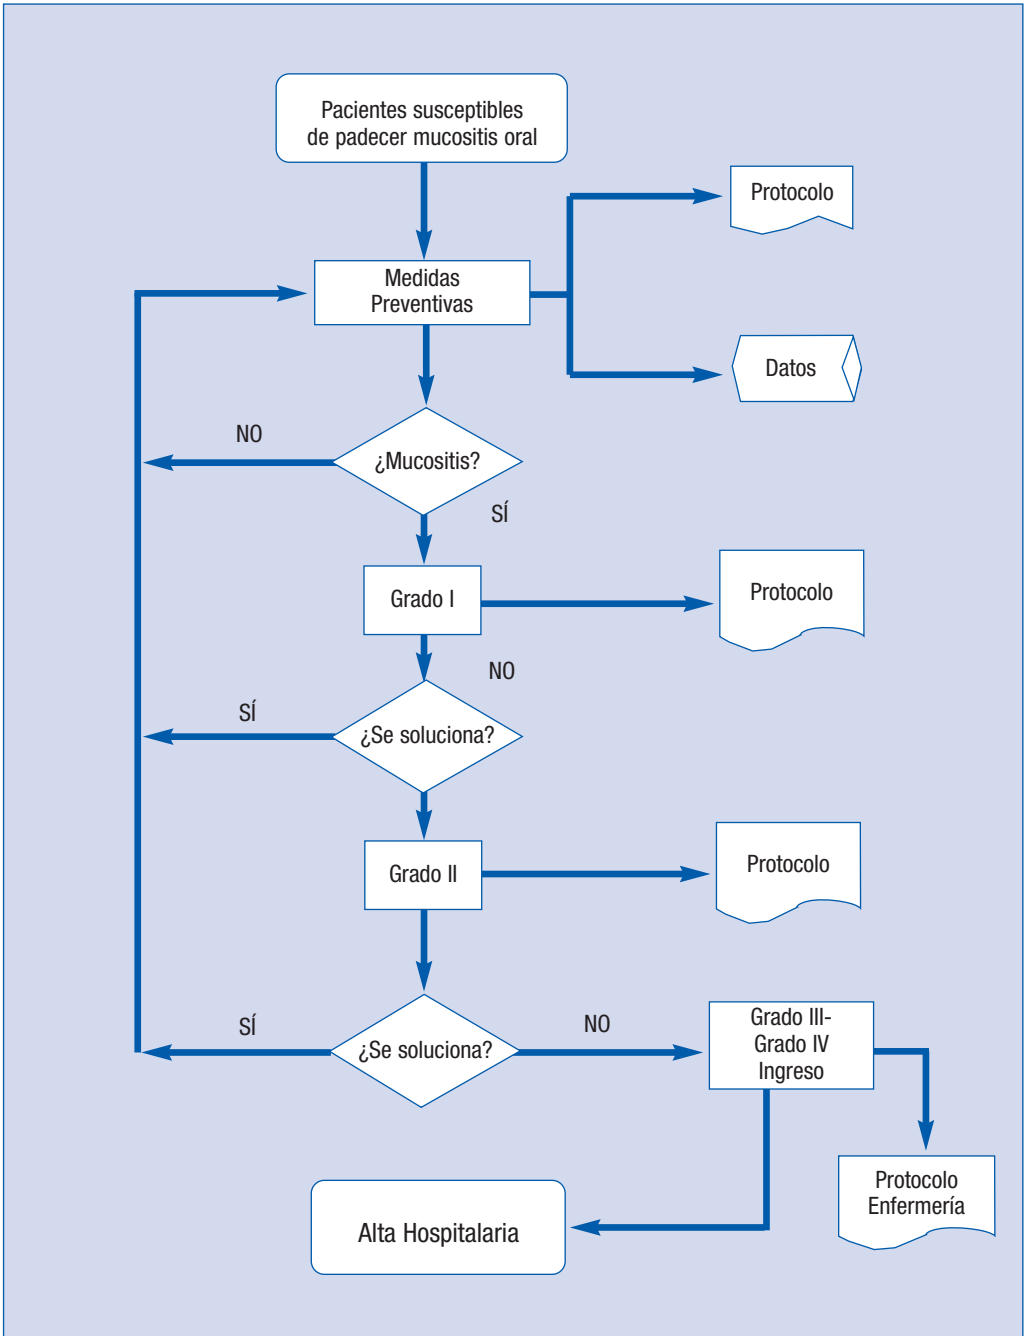 Pacientes susceptibles
de padecer mucositis oral
Protocolo
Medidas
Preventivas
Datos
NO
¿Mucositis?
SÍ
Grado I
Protocolo
NO
SÍ
¿Se soluciona?
Grado II
Protocolo
SÍ
¿Se soluciona?
NO
Grado III-
Grado IV
Ingreso
Protocolo
Enfermería
Alta Hospitalaria